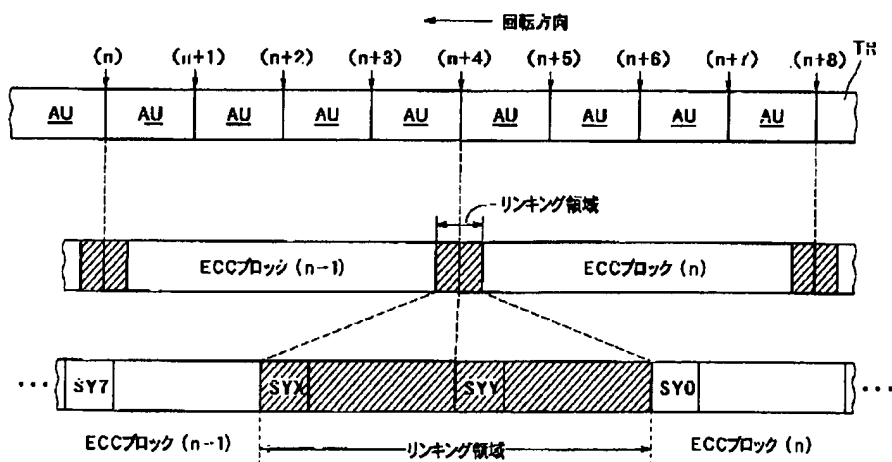 回転方向
(n) (n+1) (n+2) (n+3) (n+4) (n+5) (n+6) (n+7) (n+8) TR
AU AU AU AU AU AU AU AU AU
リンキング領域
ECCブロック (n-1) ECCブロック (n)
... SY7 SYX SYY SY0 ...
ECCブロック (n-1) リンキング領域 ECCブロック (n)